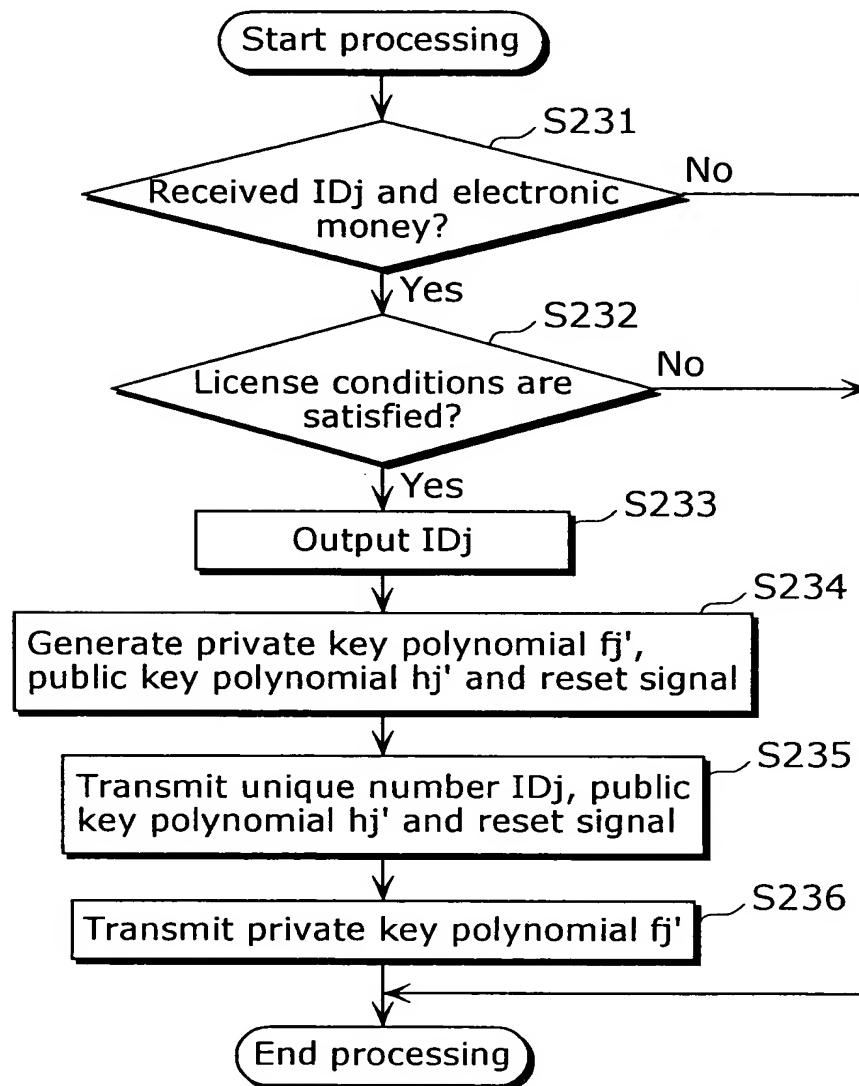 Start processing
S231
Received IDj and electronic
money?
No
Yes
S232
License conditions are
satisfied?
No
Yes
S233
Output IDj
S234
Generate private key polynomial fj',
public key polynomial hj' and reset signal
S235
Transmit unique number IDj, public
key polynomial hj' and reset signal
S236
Transmit private key polynomial fj'
End processing